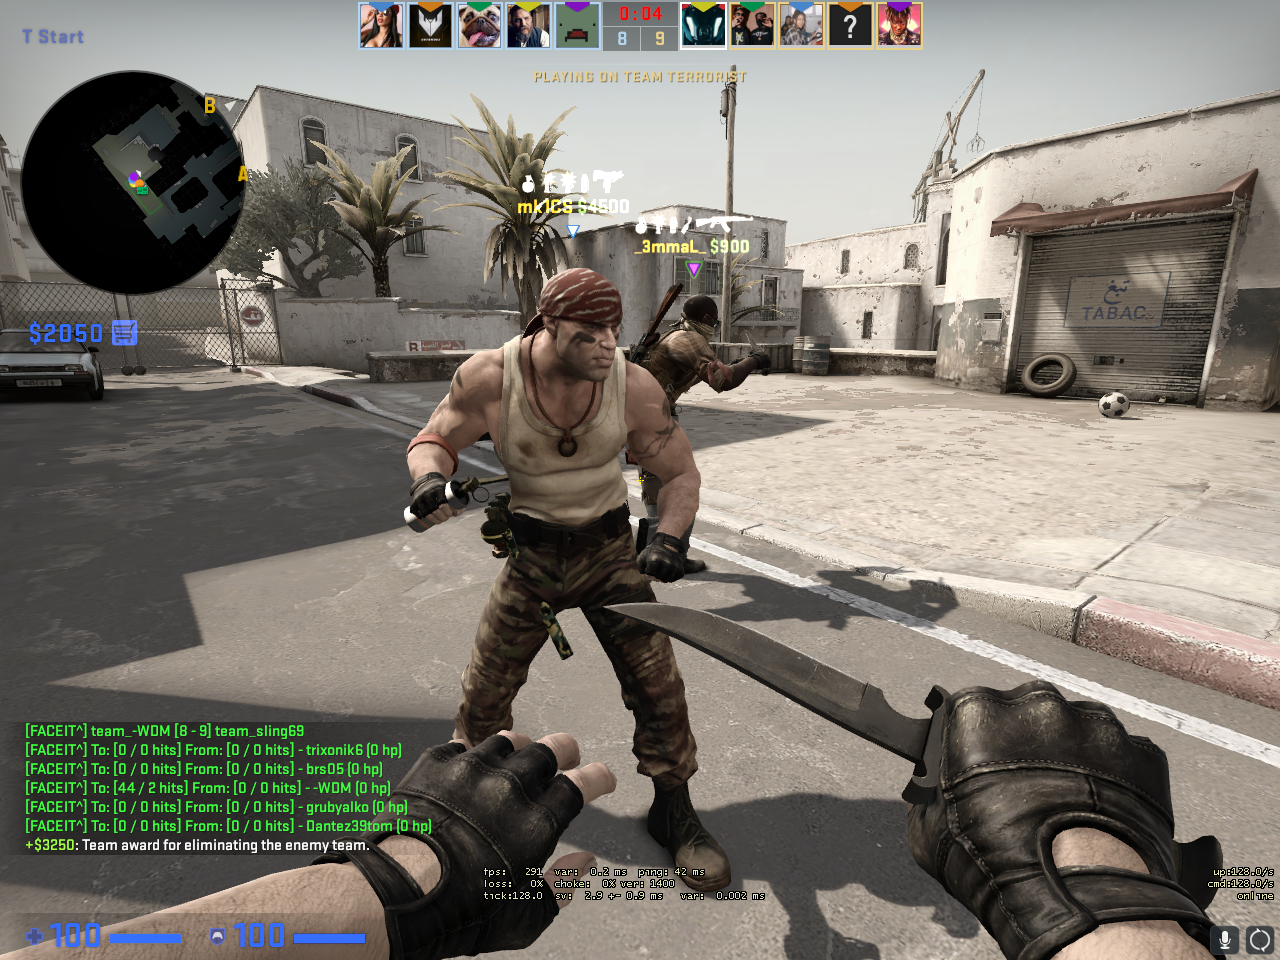 T Start
0:04
8 9
?
PLAYING ON TEAM TERRORIST
B
A
mk1CS $4500
_3mmaL_ $900
$2050
تبغ
TABAC
[FACEIT^] team_-WDM [8 - 9] team_sling69
[FACEIT^] To: [0 / 0 hits] From: [0 / 0 hits] - trixonik6 (0 hp)
[FACEIT^] To: [0 / 0 hits] From: [0 / 0 hits] - brs05 (0 hp)
[FACEIT^] To: [44 / 2 hits] From: [0 / 0 hits] - -WDM (0 hp)
[FACEIT^] To: [0 / 0 hits] From: [0 / 0 hits] - grubyalko (0 hp)
[FACEIT^] To: [0 / 0 hits] From: [0 / 0 hits] - Dantez39tom (0 hp)
+$3250: Team award for eliminating the enemy team.
fps: 291 var: 0.2 ms ping: 42 ms
loss: 0% choke: 0% ver: 1400
tick:128.0 sv: 2.9 +- 0.9 ms var: 0.002 ms
up:128.0/s
cmd:128.0/s
online
100 100